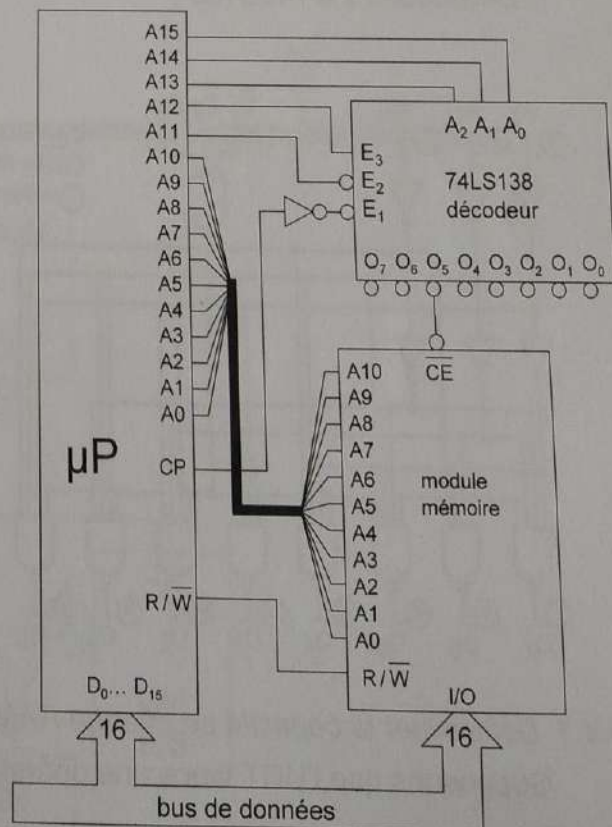 A15
A14
A13
A12
A11
A10
A9
A8
A7
A6
A5
A4
A3
A2
A1
A0
µP
CP
R/W̅
D₀... D₁₅
16
A₂ A₁ A₀
E₃
E₂
E₁
74LS138
décodeur
O₇ O₆ O₅ O₄ O₃ O₂ O₁ O₀
C̅E̅
A10
A9
A8
A7
A6
A5
A4
A3
A2
A1
A0
module
mémoire
R/W̅
I/O
16
bus de données